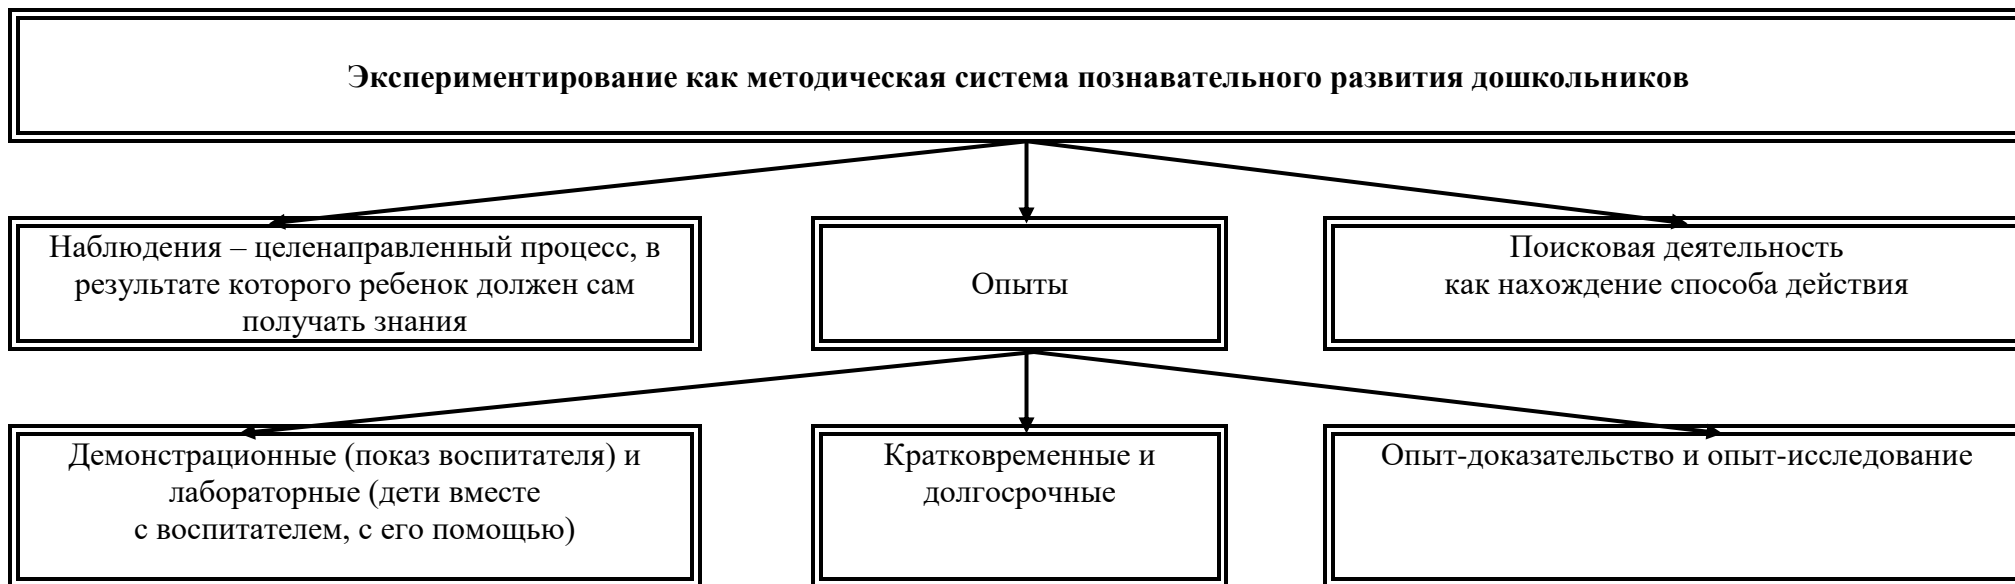 Экспериментирование как методическая система познавательного развития дошкольников
Наблюдения – целенаправленный процесс, в
результате которого ребенок должен сам
получать знания
Опыты
Поисковая деятельность
как нахождение способа действия
Демонстрационные (показ воспитателя) и
лабораторные (дети вместе
с воспитателем, с его помощью)
Кратковременные и
долгосрочные
Опыт-доказательство и опыт-исследование